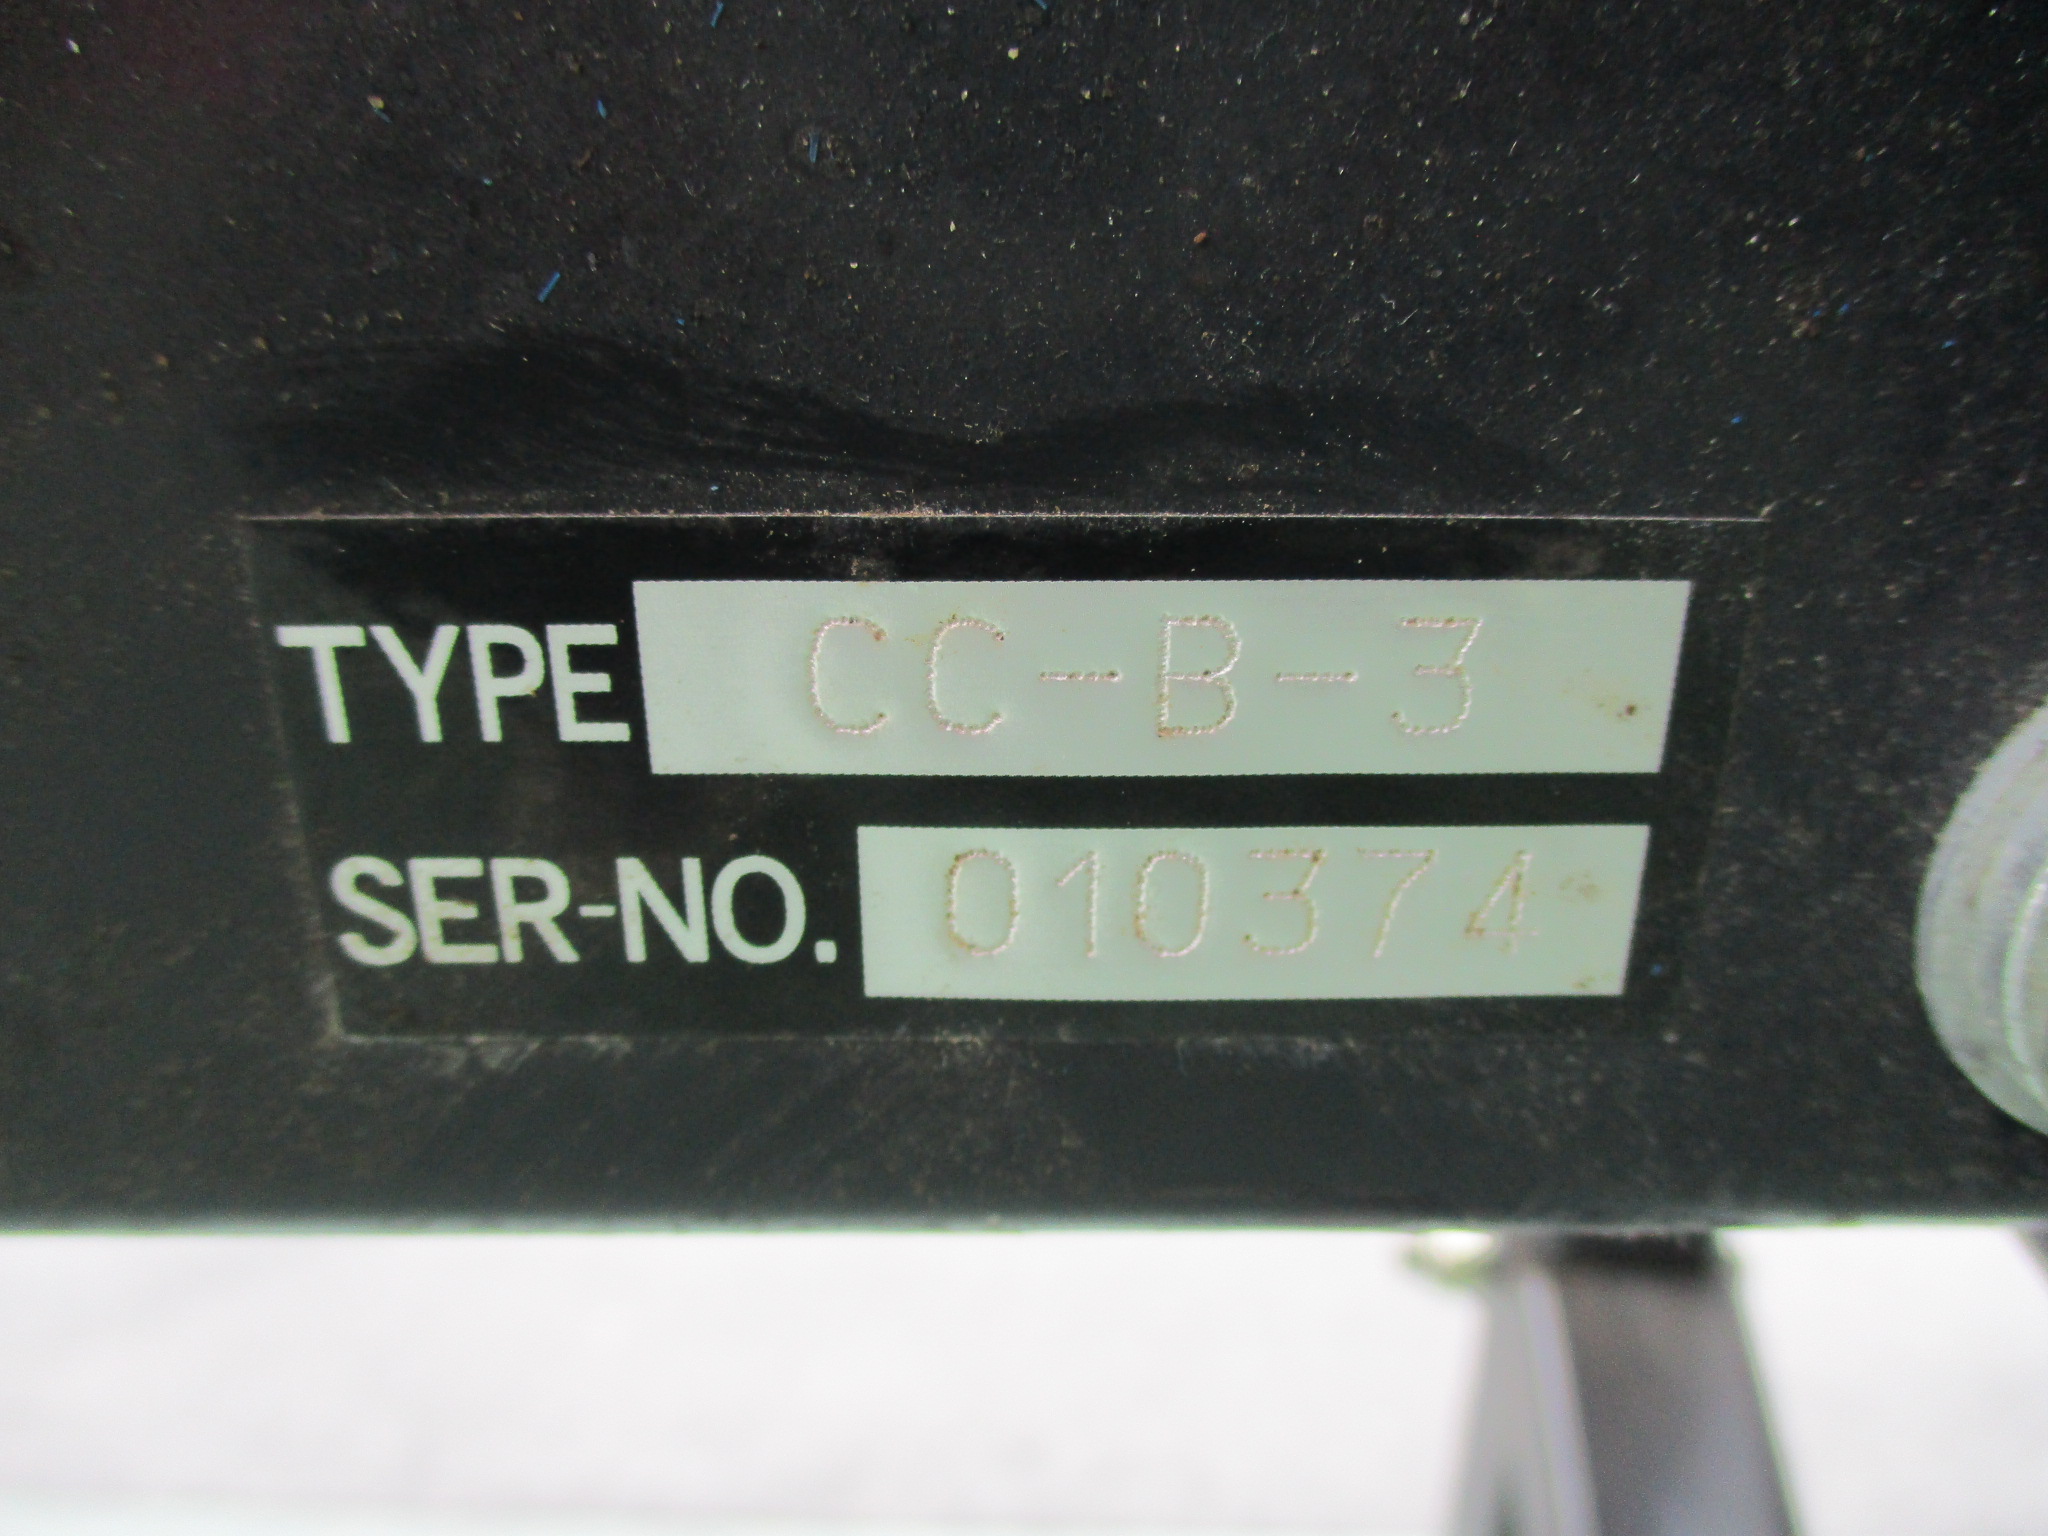 TYPE CC-B-3
SER-NO. 010374